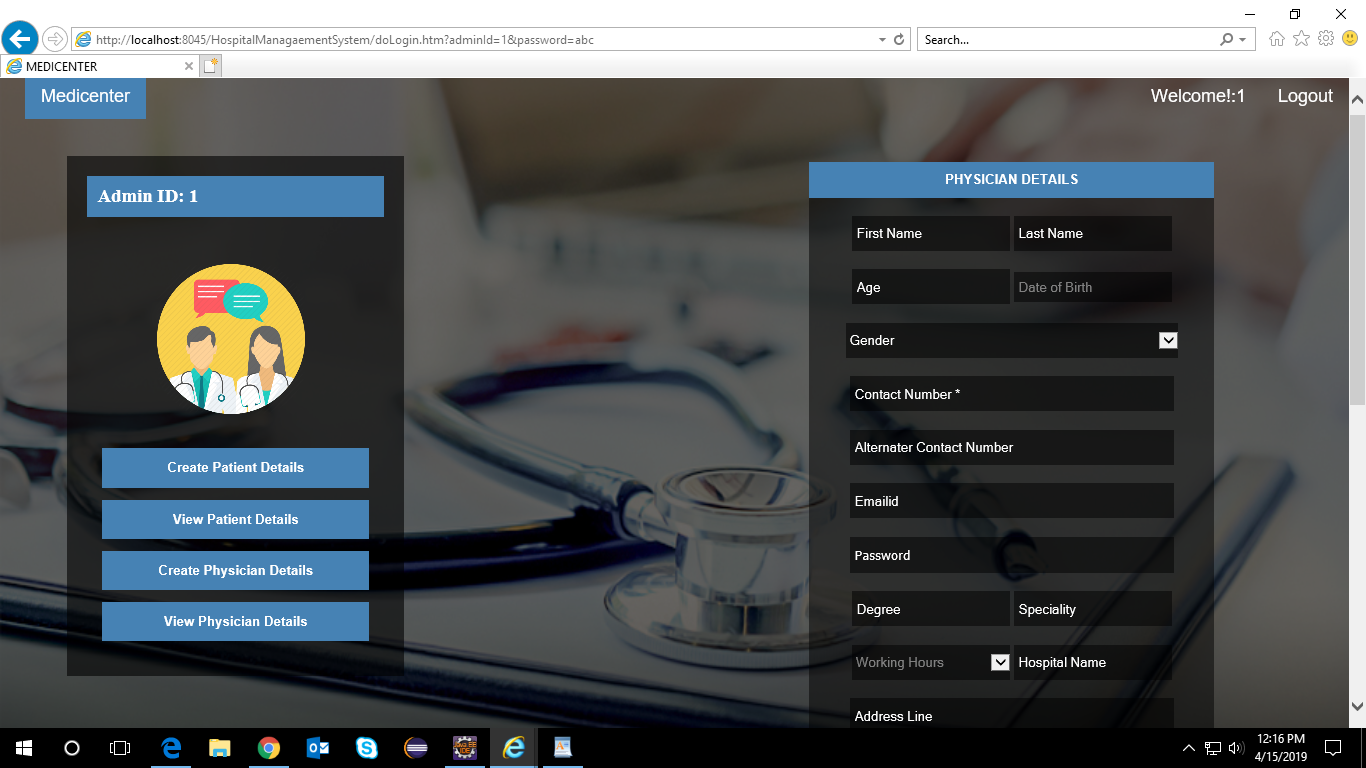 http://localhost:8045/HospitalManagaementSystem/doLogin.htm?adminId=1&password=abc
Search...
MEDICENTER
Medicenter
Welcome!:1
Logout
Admin ID: 1
Create Patient Details
View Patient Details
Create Physician Details
View Physician Details
PHYSICIAN DETAILS
First Name Last Name
Age Date of Birth
Gender
Contact Number *
Alternater Contact Number
Emailid
Password
Degree Speciality
Working Hours Hospital Name
Address Line
12:16 PM
4/15/2019